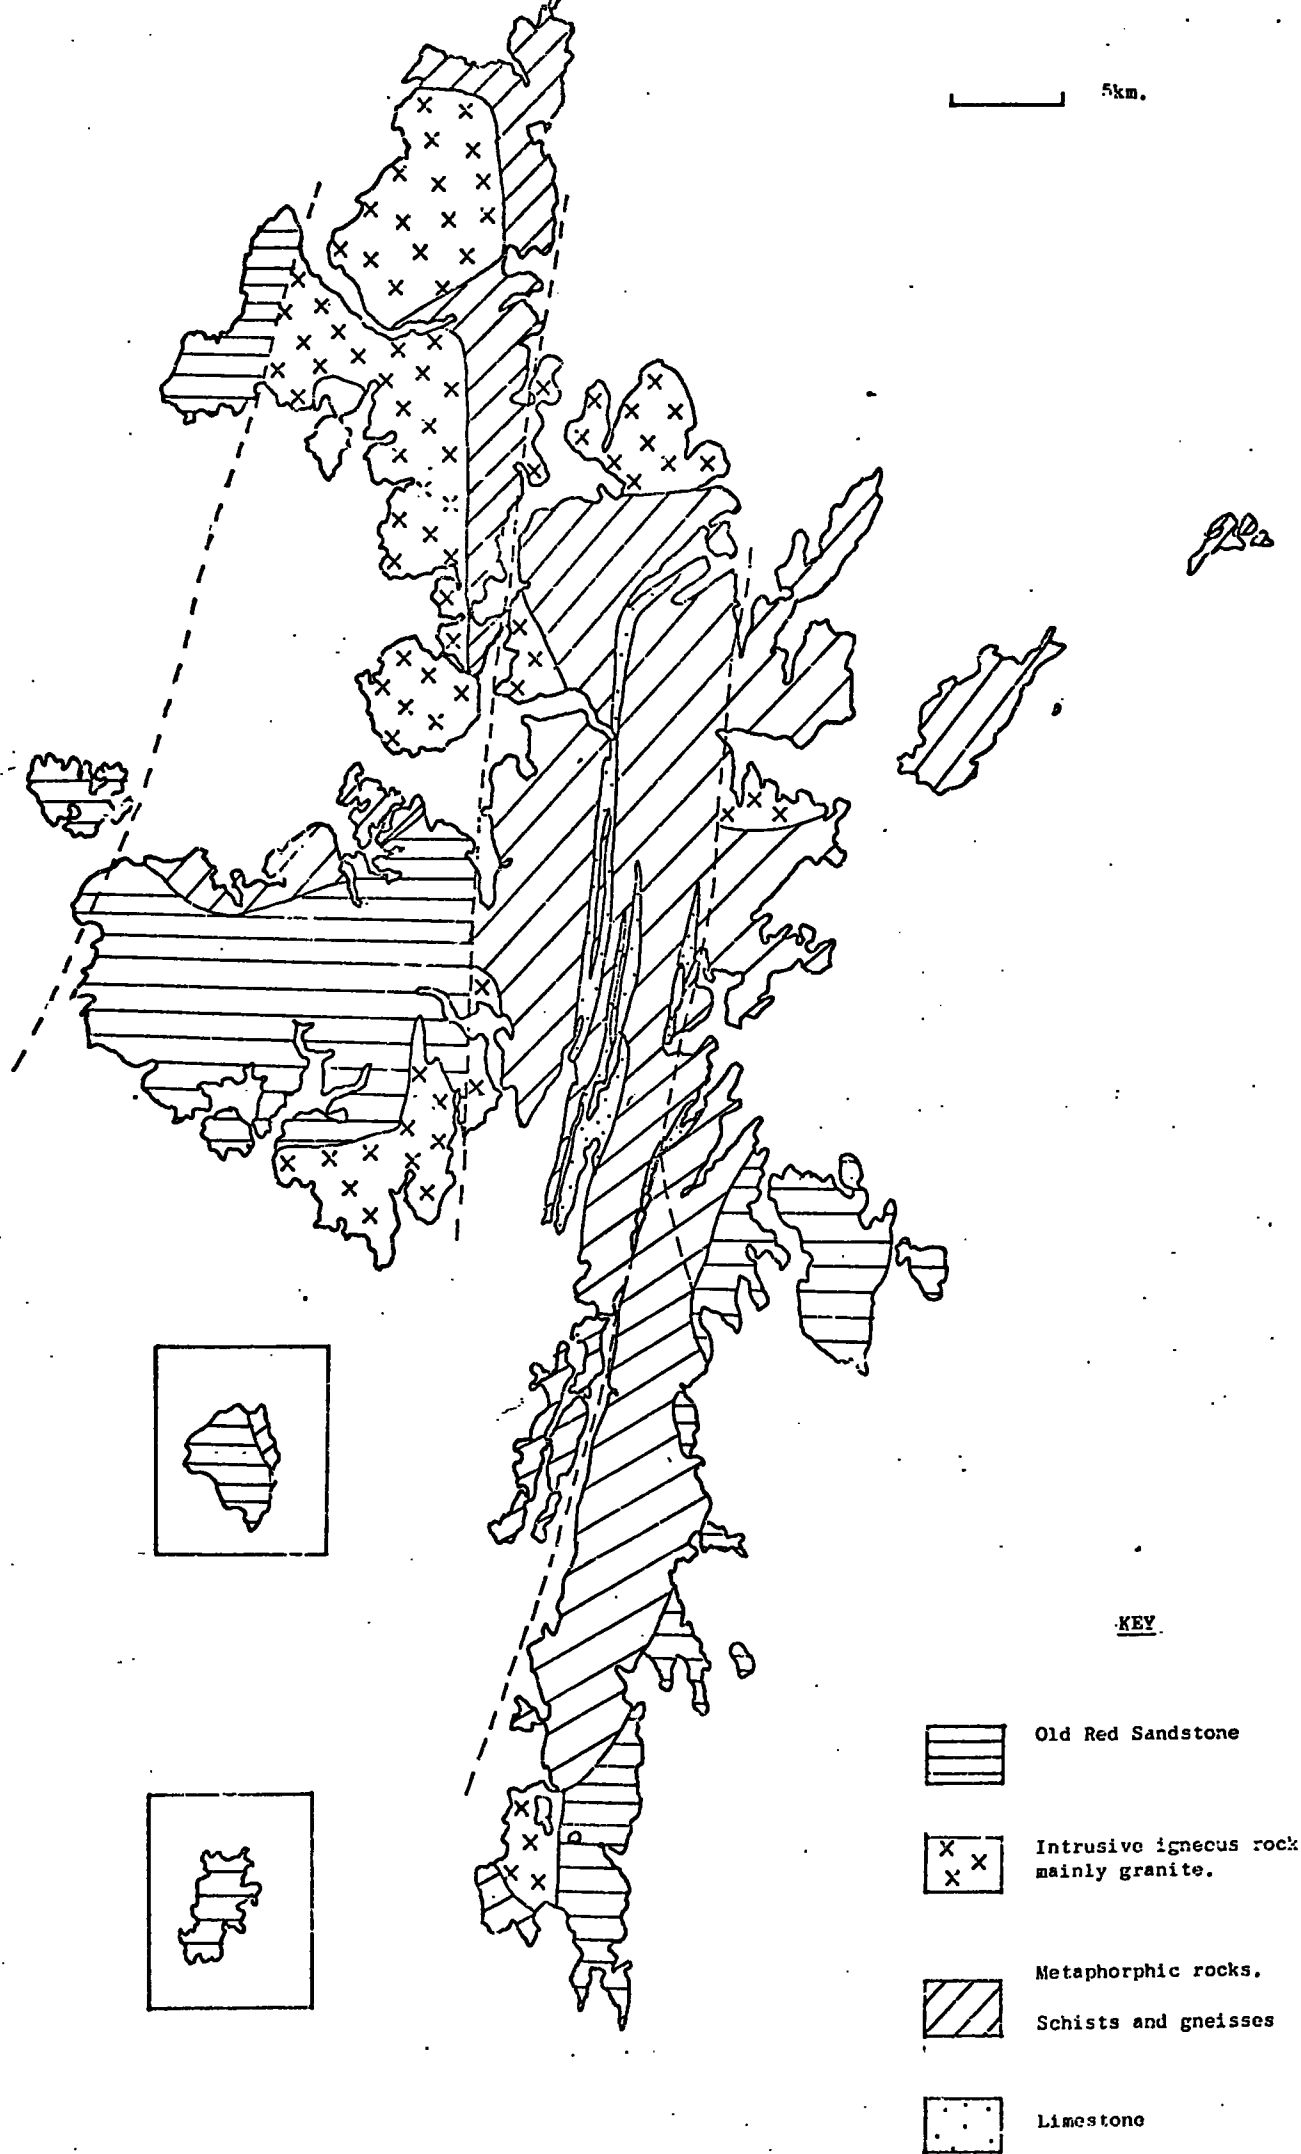 5km.
KEY
Old Red Sandstone
Intrusive igneous rock
mainly granite.
Metaphorphic rocks.
Schists and gneisses
Limestone